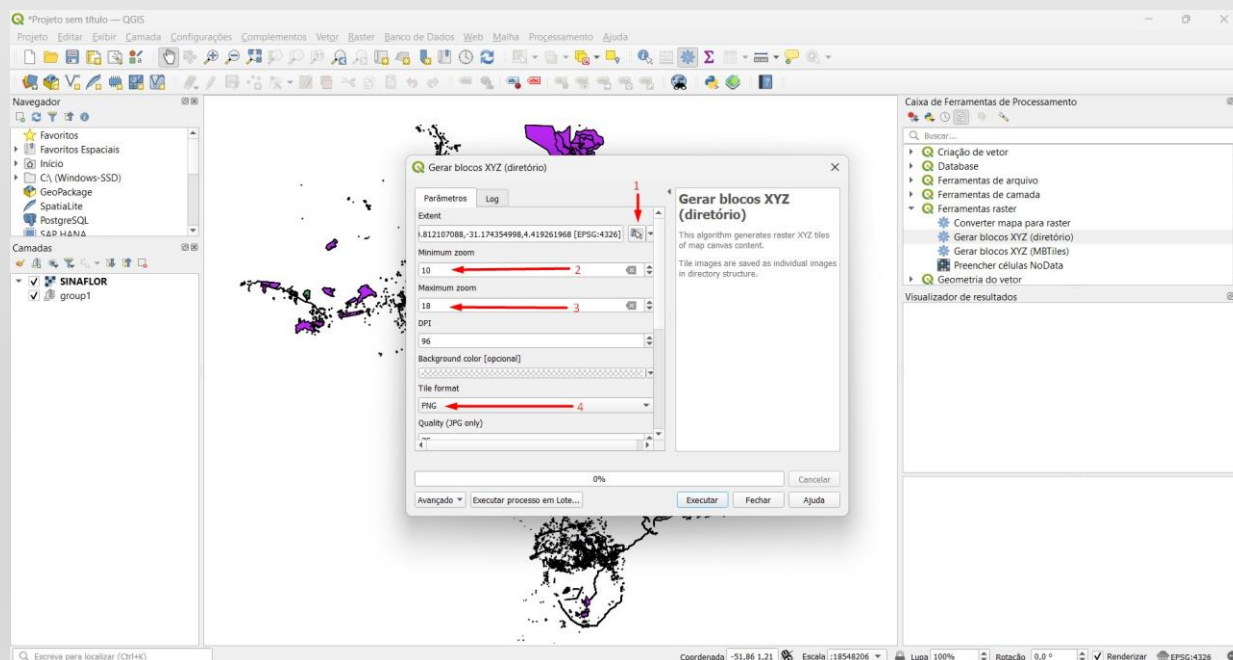 *Projeto sem título — QGIS
Projeto Editar Exibir Camada Configurações Complementos Vetor Raster Banco de Dados Web Malha Processamento Ajuda
Navegador
Favoritos
Favoritos Espaciais
Início
C:\ (Windows-SSD)
GeoPackage
SpatiaLite
PostgreSQL
SAP HANA
Camadas
SINAFLOR
group1
Gerar blocos XYZ (diretório)
Parâmetros Log
1
Extent
.812107088,-31.174354998,4.419261968 [EPSG:4326]
Minimum zoom
10
2
Maximum zoom
18
3
DPI
96
Background color [opcional]
Tile format
PNG
4
Quality (JPG only)
Gerar blocos XYZ
(diretório)
This algorithm generates raster XYZ tiles
of map canvas content.
Tile images are saved as individual images
in directory structure.
0%
Cancelar
Avançado Executar processo em Lote... Executar Fechar Ajuda
Caixa de Ferramentas de Processamento
Buscar...
Criação de vetor
Database
Ferramentas de arquivo
Ferramentas de camada
Ferramentas raster
Converter mapa para raster
Gerar blocos XYZ (diretório)
Gerar blocos XYZ (MBTiles)
Preencher células NoData
Geometria do vetor
Visualizador de resultados
Escreva para localizar (Ctrl+K)
Coordenada -51,86 1,21 Escala :18548206 Lupa 100% Rotação 0,0 ° Renderizar EPSG:4326